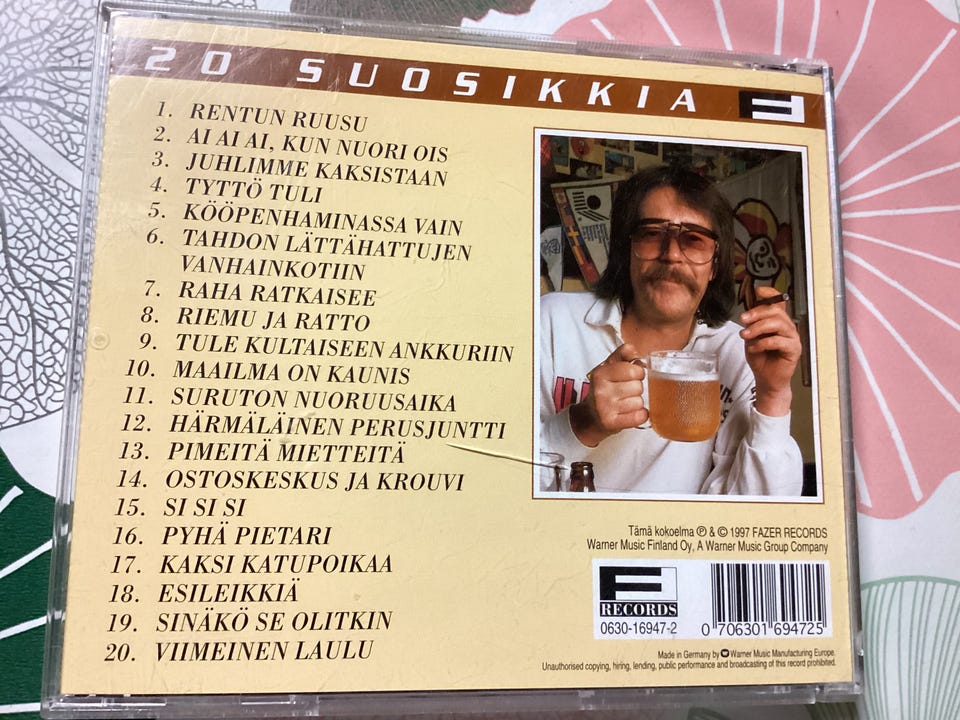 20 SUOSIKKIA F
1. RENTUN RUUSU
2. AI AI AI, KUN NUORI OIS
3. JUHLIMME KAKSISTAAN
4. TYTTÖ TULI
5. KÖÖPENHAMINASSA VAIN
6. TAHDON LÄTTÄHATTUJEN
VANHAINKOTIIN
7. RAHA RATKAISEE
8. RIEMU JA RATTO
9. TULE KULTAISEEN ANKKURIIN
10. MAAILMA ON KAUNIS
11. SURUTON NUORUUSAIKA
12. HÄRMÄLÄINEN PERUSJUNTTI
13. PIMEITÄ MIETTEITÄ
14. OSTOSKESKUS JA KROUVI
15. SI SI SI
16. PYHÄ PIETARI
17. KAKSI KATUPOIKAA
18. ESILEIKKIÄ
19. SINÄKÖ SE OLITKIN
20. VIIMEINEN LAULU
Tämä kokoelma ℗ & © 1997 FAZER RECORDS
Warner Music Finland Oy, A Warner Music Group Company
F
RECORDS
0630-16947-2
0 706301 694725
Made in Germany by Warner Music Manufacturing Europe.
Unauthorised copying, hiring, lending, public performance and broadcasting of this record prohibited.